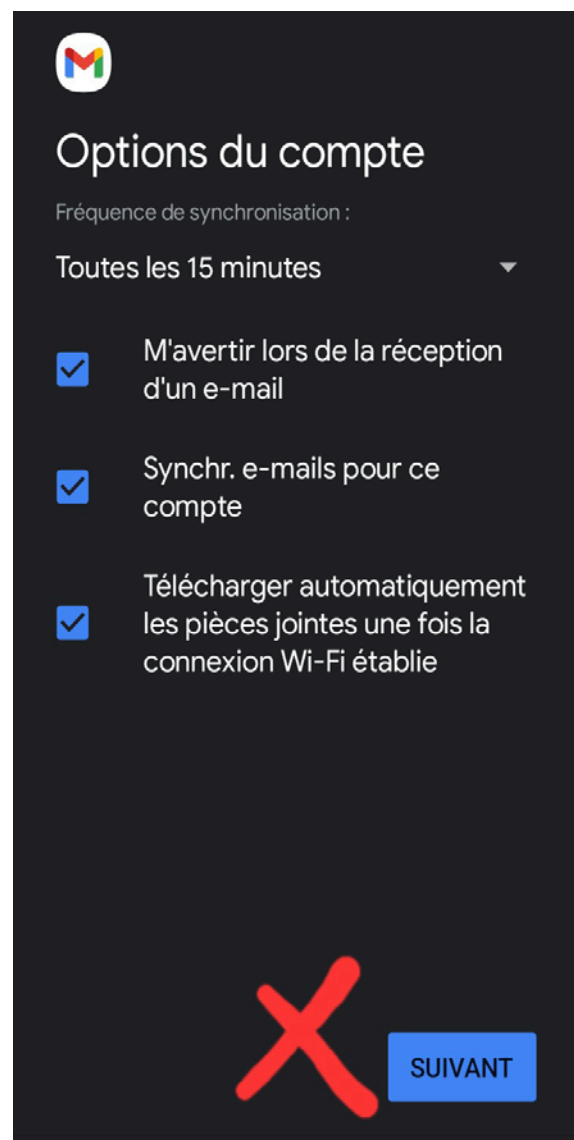 Options du compte
Fréquence de synchronisation :
Toutes les 15 minutes
M'avertir lors de la réception
d'un e-mail
Synchr. e-mails pour ce
compte
Télécharger automatiquement
les pièces jointes une fois la
connexion Wi-Fi établie
SUIVANT